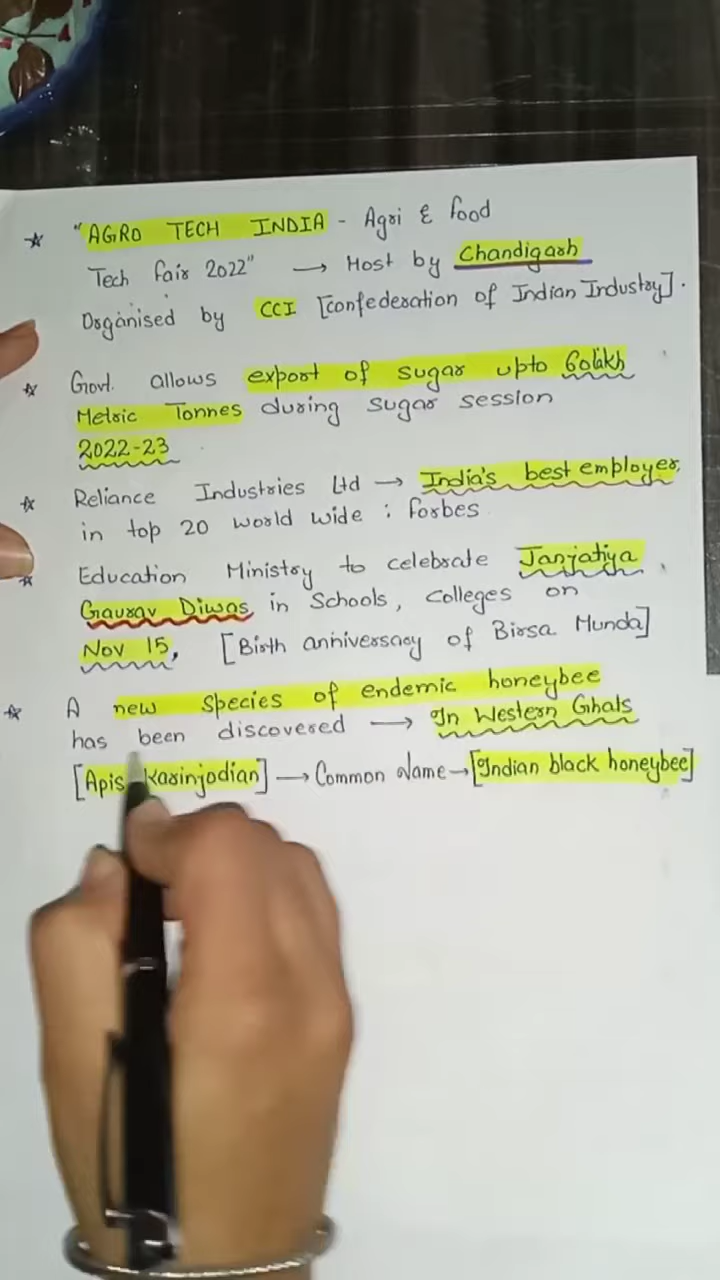 "AGRO TECH INDIA - Agri & food
Tech fair 2022" → Host by Chandigarh
Organised by CCI [Confederation of Indian Industry].
Govt. allows export of sugar upto 60lakh
Metric Tonnes during sugar session
2022-23
Reliance Industries Ltd → India's best employer,
in top 20 world wide : forbes
Education Ministry to celebrate Janjatiya
Gaurav Diwas in Schools, Colleges on
Nov 15, [Birth anniversary of Birsa Munda]
A new species of endemic honeybee
has been discovered → In Western Ghats
[Apis Karinjodian] → Common Name → [Indian black honeybee]